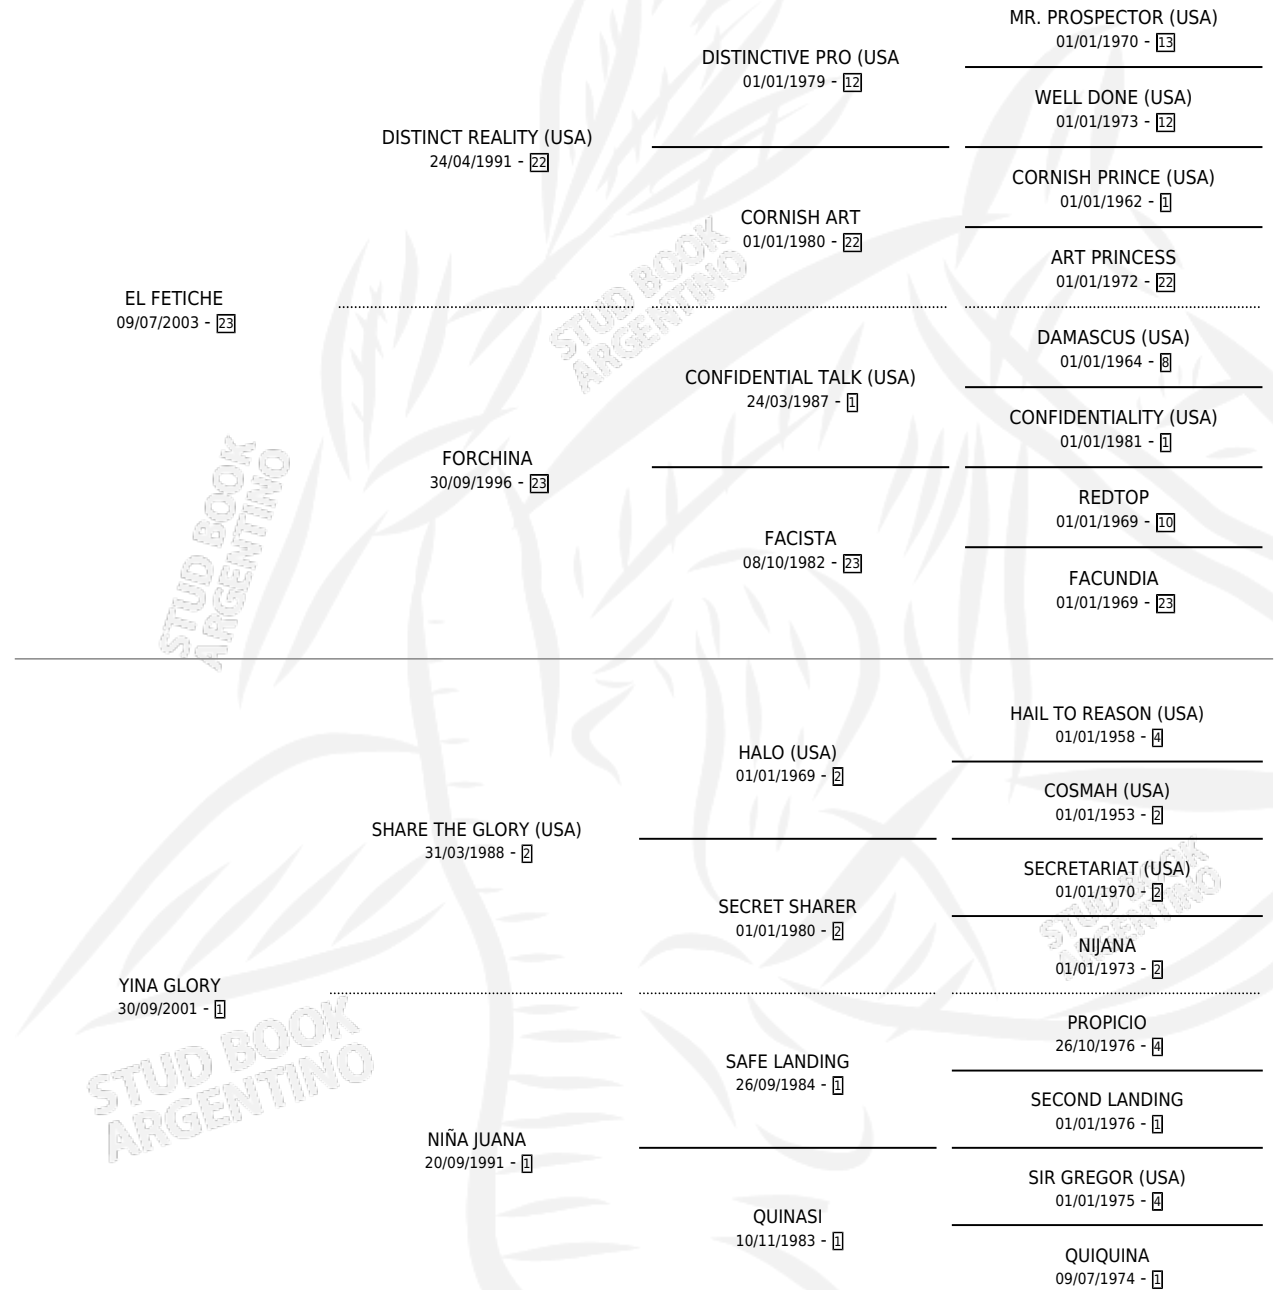 MR. PROSPECTOR (USA)
01/01/1970 - 13
DISTINCTIVE PRO (USA
01/01/1979 - 12
WELL DONE (USA)
01/01/1973 - 12
DISTINCT REALITY (USA)
24/04/1991 - 22
CORNISH PRINCE (USA)
01/01/1962 - 1
CORNISH ART
01/01/1980 - 22
ART PRINCESS
01/01/1972 - 22
EL FETICHE
09/07/2003 - 23
STUD BOOK
ARGENTINO
DAMASCUS (USA)
01/01/1964 - 8
CONFIDENTIAL TALK (USA)
24/03/1987 - 1
CONFIDENTIALITY (USA)
01/01/1981 - 1
FORCHINA
30/09/1996 - 23
REDTOP
01/01/1969 - 10
FACISTA
08/10/1982 - 23
FACUNDIA
01/01/1969 - 23
STUD BOOK
ARGENTINO
HAIL TO REASON (USA)
01/01/1958 - 4
HALO (USA)
01/01/1969 - 2
COSMAH (USA)
01/01/1953 - 2
SHARE THE GLORY (USA)
31/03/1988 - 2
SECRETARIAT (USA)
01/01/1970 - 2
SECRET SHARER
01/01/1980 - 2
STUD BOOK
ARGENTINO
NIJANA
01/01/1973 - 2
YINA GLORY
30/09/2001 - 1
STUD BOOK
ARGENTINO
PROPICIO
26/10/1976 - 4
SAFE LANDING
26/09/1984 - 1
SECOND LANDING
01/01/1976 - 1
NIÑA JUANA
20/09/1991 - 1
SIR GREGOR (USA)
01/01/1975 - 4
QUINASI
10/11/1983 - 1
QUIQUINA
09/07/1974 - 1